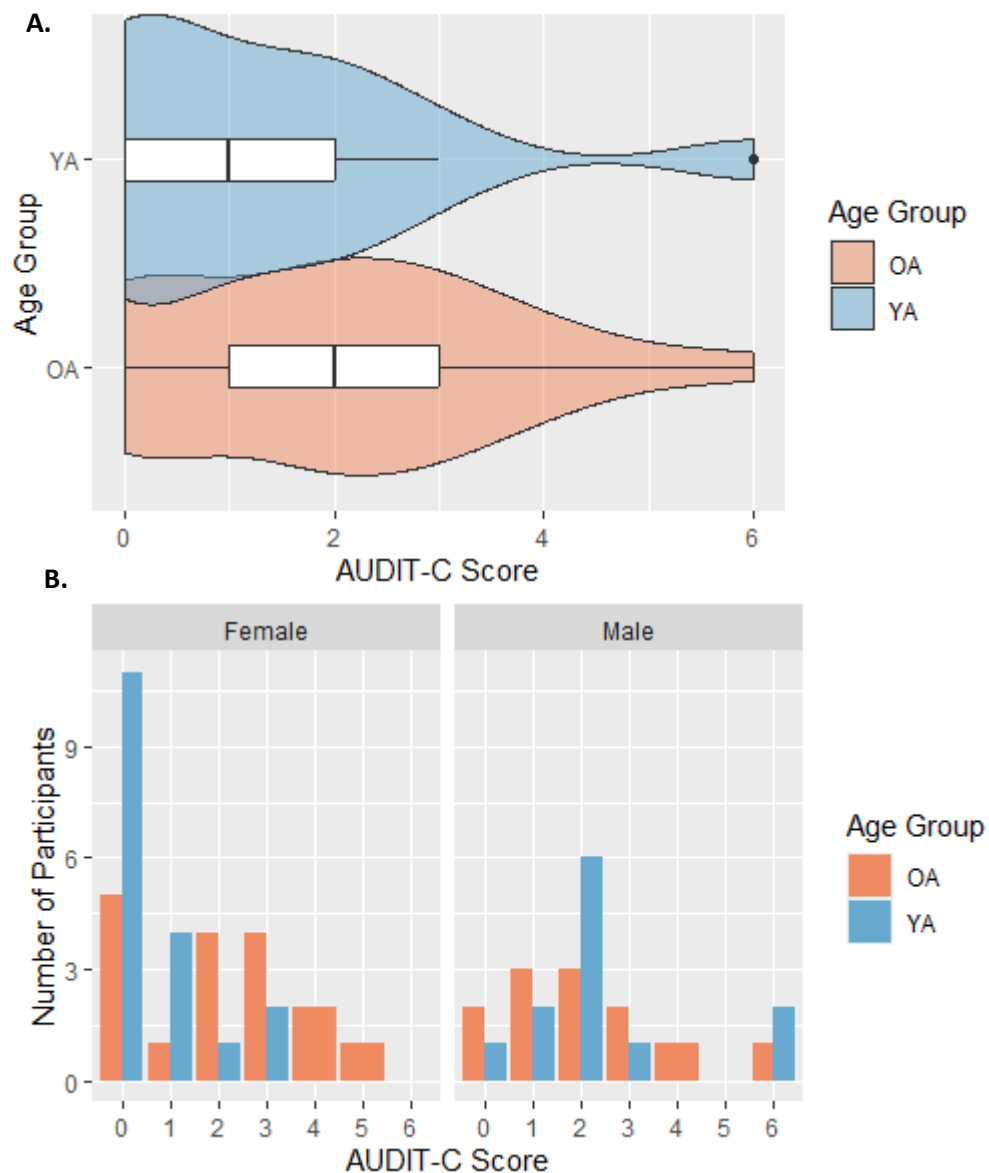 A.
YA
OA
Age Group
0 2 4 6
AUDIT-C Score
Age Group
OA
YA
B.
Female Male
9
6
3
0
Number of Participants
0 1 2 3 4 5 6 0 1 2 3 4 5 6
AUDIT-C Score
Age Group
OA
YA